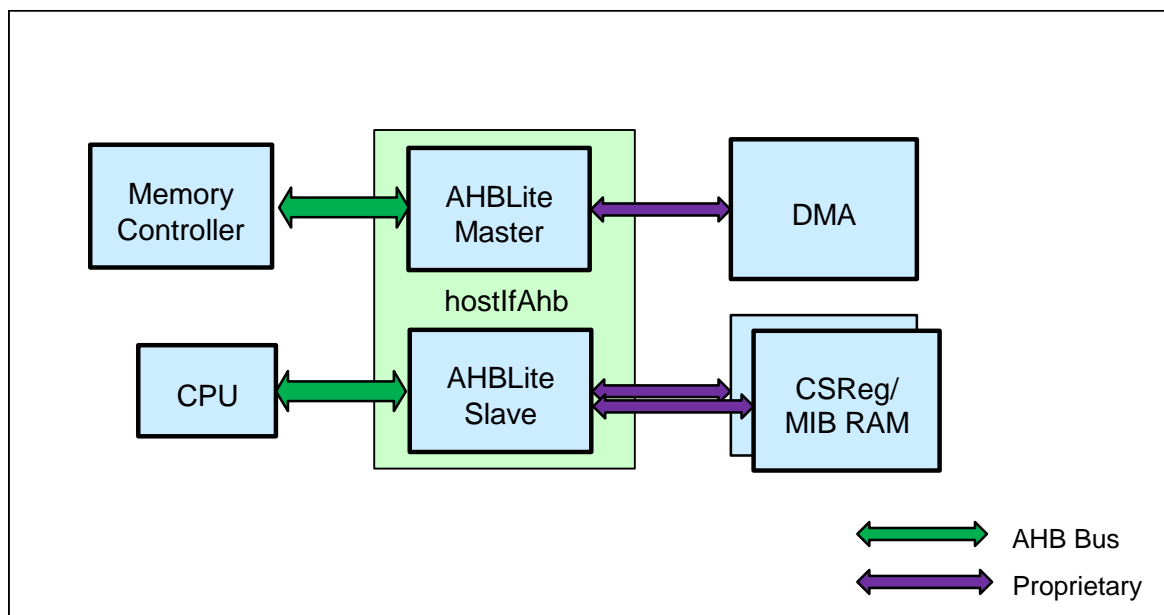 Memory
Controller
AHBLite
Master
DMA
hostIfAhb
CPU
AHBLite
Slave
CSReg/
MIB RAM
AHB Bus
Proprietary